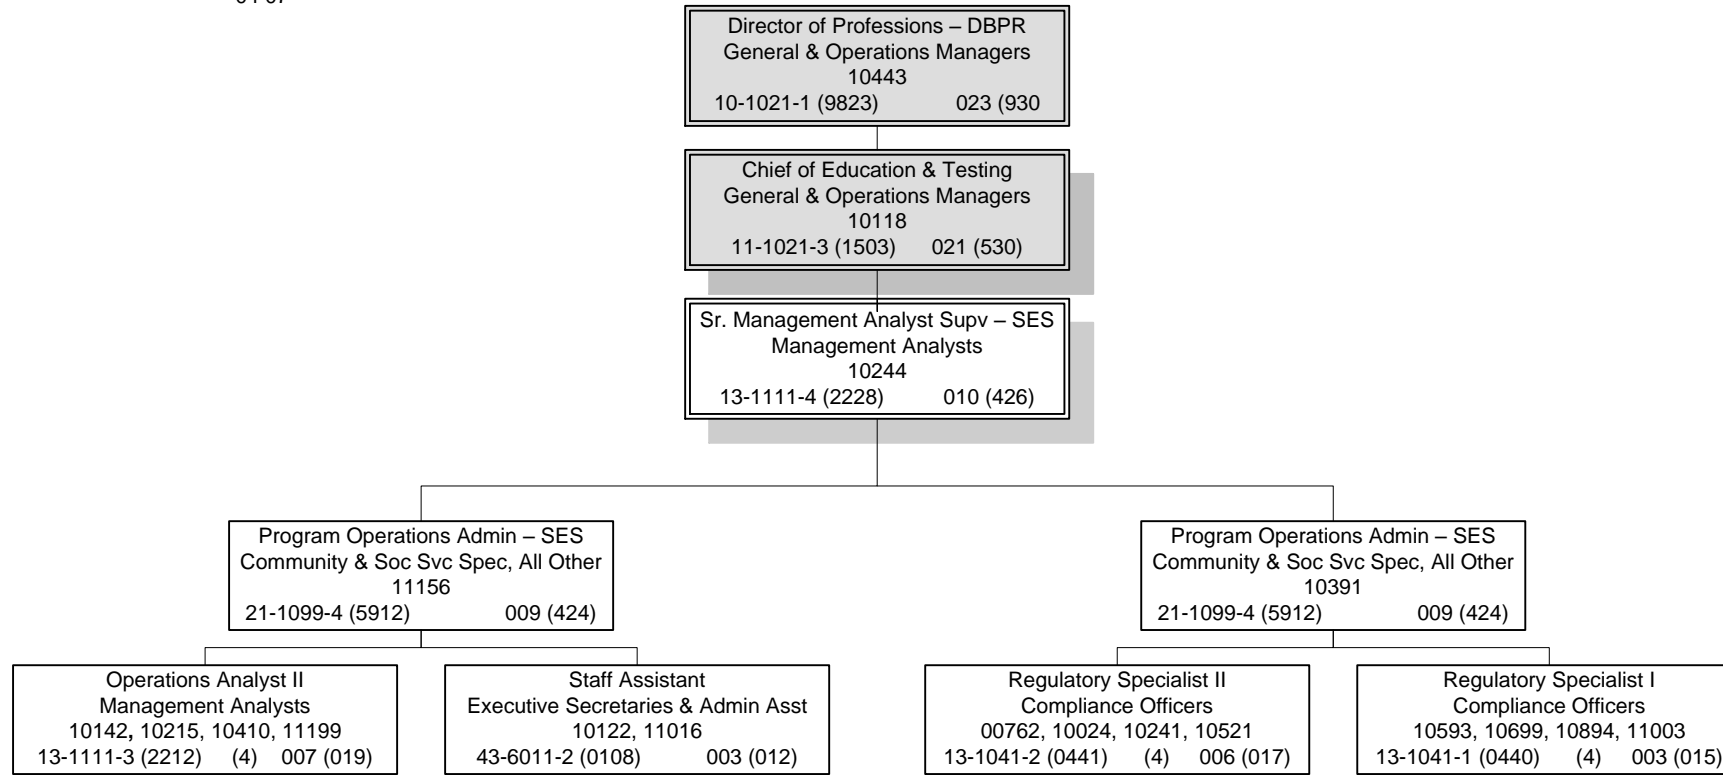 Director of Professions – DBPR
General & Operations Managers
10443
10-1021-1 (9823) 023 (930
Chief of Education & Testing
General & Operations Managers
10118
11-1021-3 (1503) 021 (530)
Sr. Management Analyst Supv – SES
Management Analysts
10244
13-1111-4 (2228) 010 (426)
Program Operations Admin – SES
Community & Soc Svc Spec, All Other
11156
21-1099-4 (5912) 009 (424)
Program Operations Admin – SES
Community & Soc Svc Spec, All Other
10391
21-1099-4 (5912) 009 (424)
Operations Analyst II
Management Analysts
10142, 10215, 10410, 11199
13-1111-3 (2212) (4) 007 (019)
Staff Assistant
Executive Secretaries & Admin Asst
10122, 11016
43-6011-2 (0108) 003 (012)
Regulatory Specialist II
Compliance Officers
00762, 10024, 10241, 10521
13-1041-2 (0441) (4) 006 (017)
Regulatory Specialist I
Compliance Officers
10593, 10699, 10894, 11003
13-1041-1 (0440) (4) 003 (015)